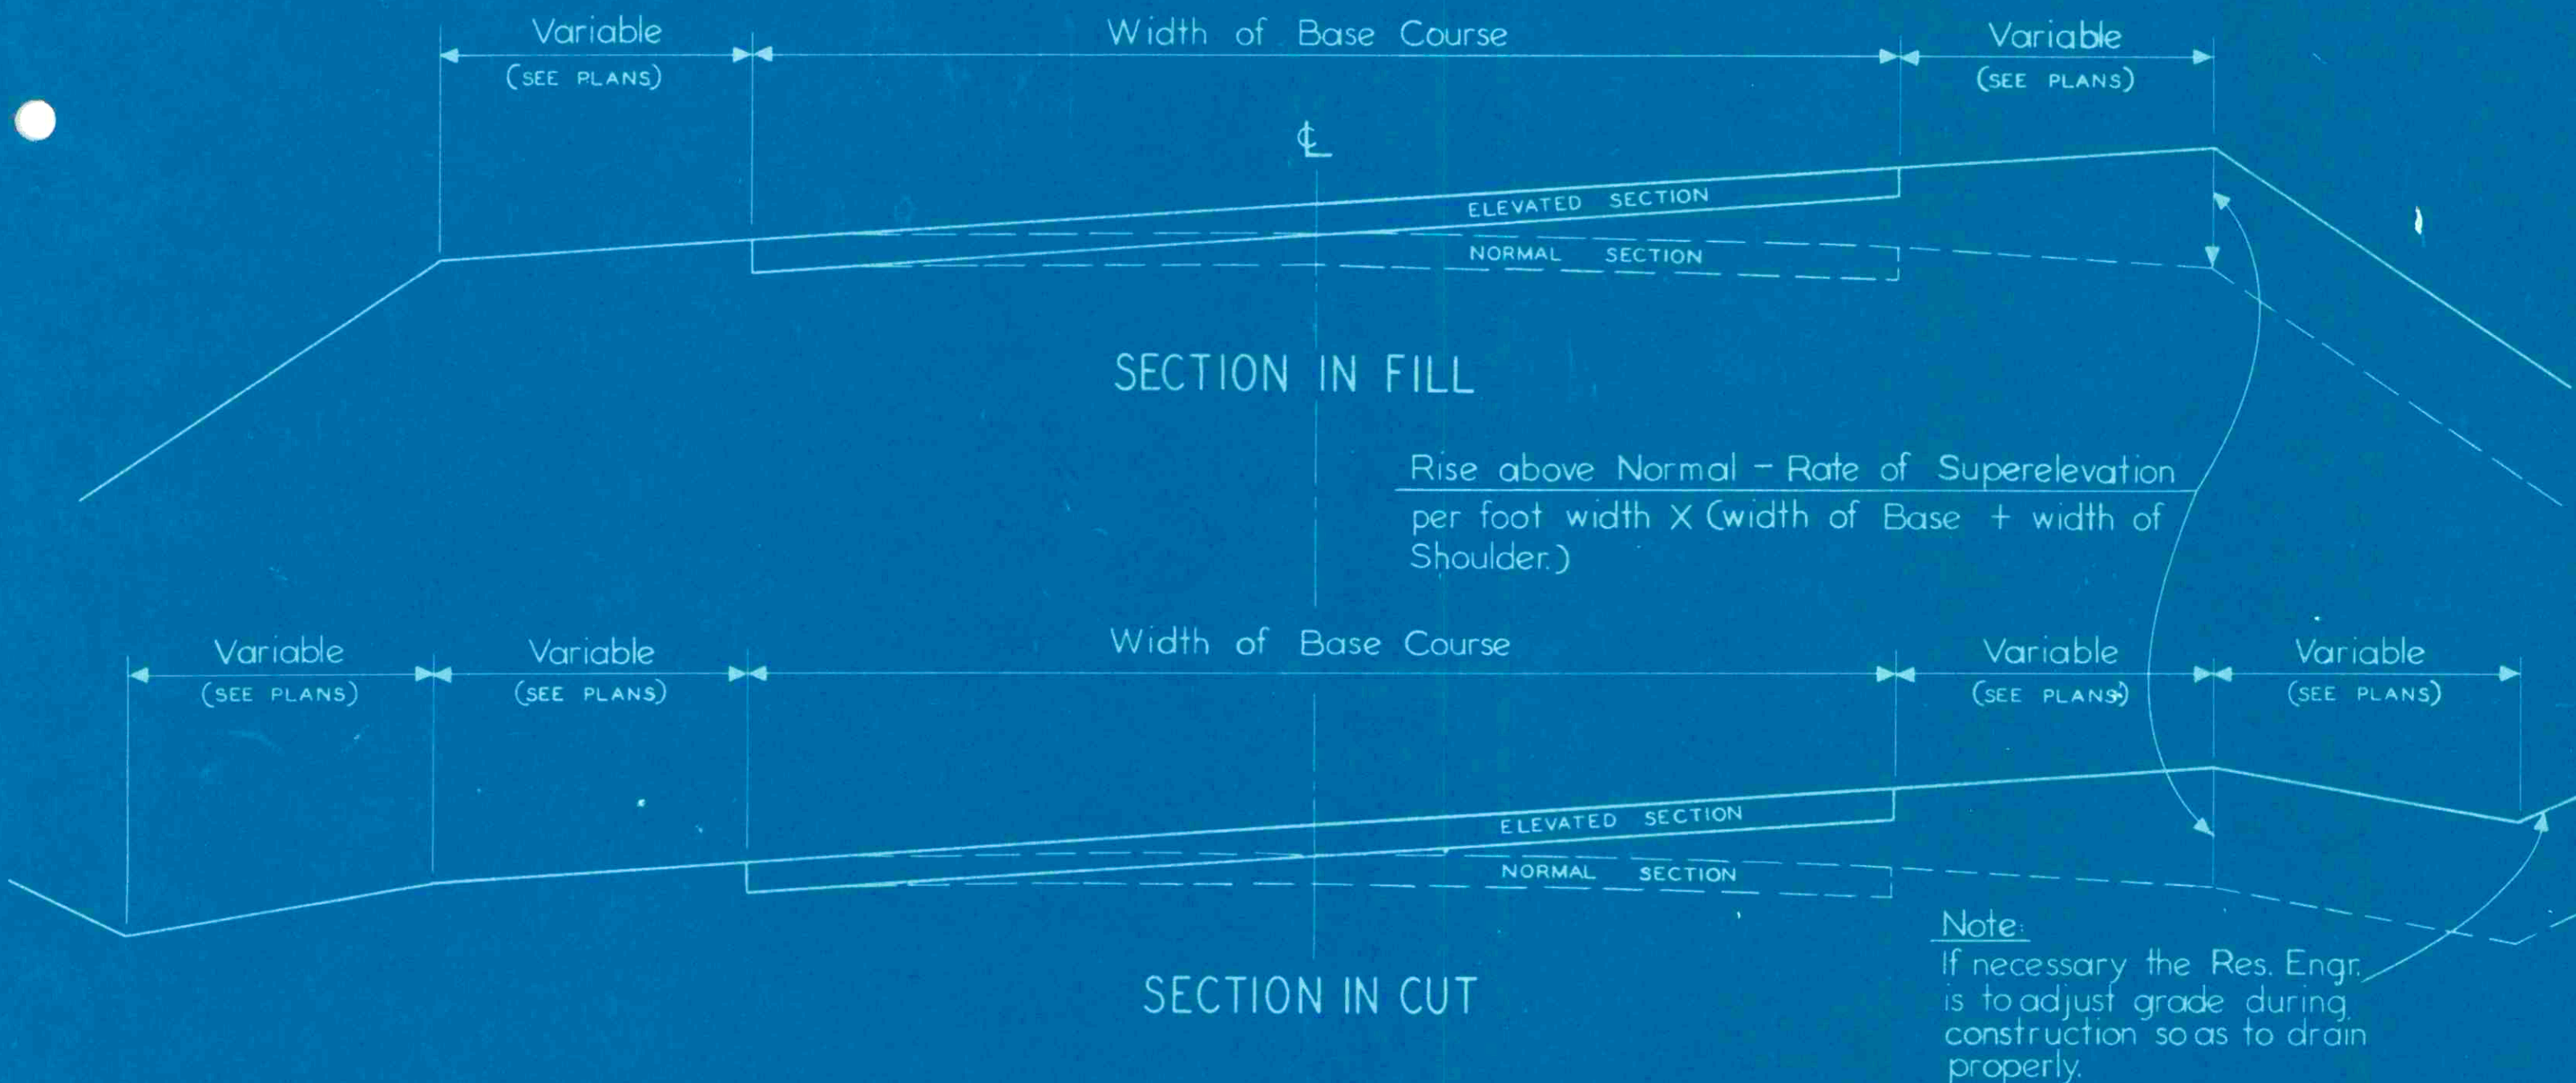 Variable
(SEE PLANS)
Width of Base Course
Variable
(SEE PLANS)
℄
ELEVATED SECTION
NORMAL SECTION
SECTION IN FILL
Rise above Normal - Rate of Superelevation
per foot width X (width of Base + width of
Shoulder.)
Variable
(SEE PLANS)
Variable
(SEE PLANS)
Width of Base Course
Variable
(SEE PLANS)
Variable
(SEE PLANS)
ELEVATED SECTION
NORMAL SECTION
SECTION IN CUT
Note:
If necessary the Res. Engr.
is to adjust grade during
construction so as to drain
properly.